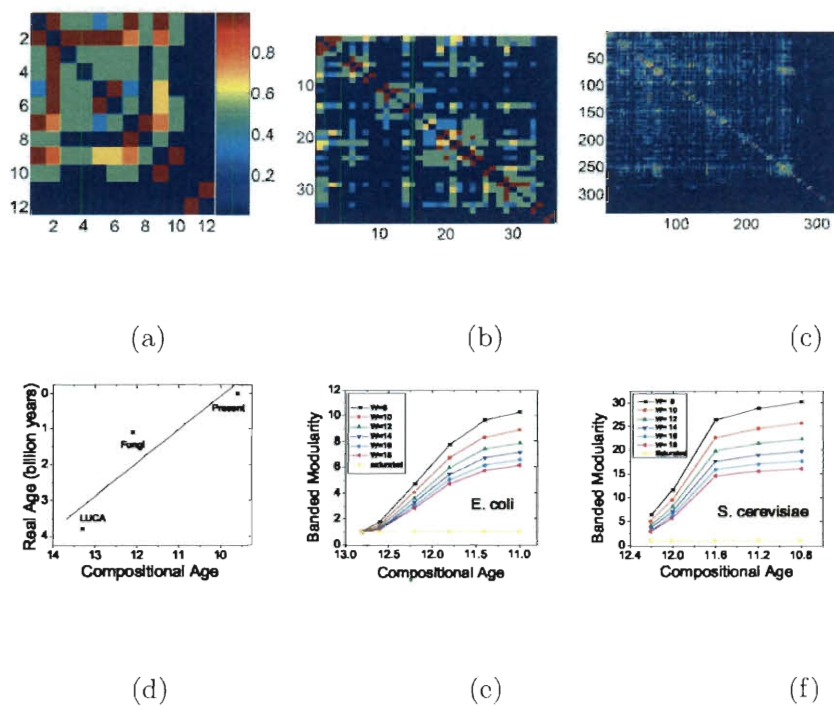 2
4
6
8
10
12
2 4 6 8 10 12
0.8
0.6
0.4
0.2
10
20
30
10 20 30
50
100
150
200
250
300
100 200 300
(a)
(b)
(c)
Real Age (billion years)
0
1
2
3
4
Present
Fungi
LUCA
14 13 12 11 10
Compositional Age
Banded Modularity
12
10
8
6
4
2
0
W=8
W=10
W=12
W=14
W=16
W=18
saturated
E. coli
13.0 12.5 12.0 11.5 11.0
Compositional Age
Banded Modularity
30
25
20
15
10
5
0
W= 8
W= 10
W= 12
W= 14
W= 16
W= 18
Saturated
S. cerevisiae
12.4 12.0 11.6 11.2 10.8
Compositional Age
(d)
(e)
(f)